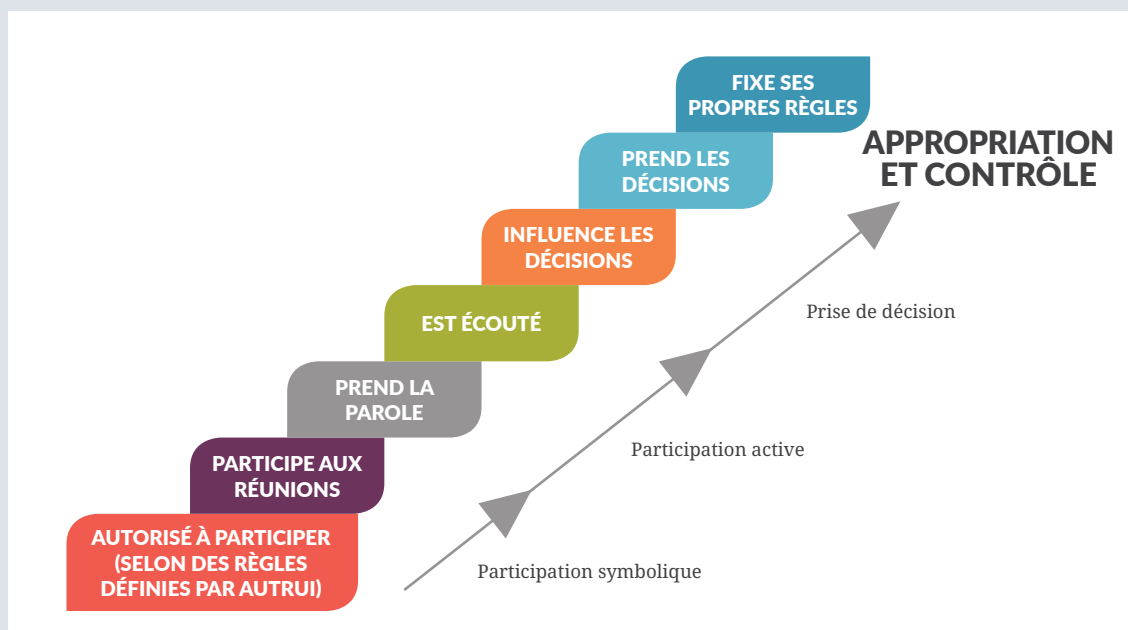 FIXE SES
PROPRES RÈGLES
APPROPRIATION
ET CONTRÔLE
PREND LES
DÉCISIONS
INFLUENCE LES
DÉCISIONS
Prise de décision
EST ÉCOUTÉ
PREND LA
PAROLE
Participation active
PARTICIPE AUX
RÉUNIONS
AUTORISÉ À PARTICIPER
(SELON DES RÈGLES
DÉFINIES PAR AUTRUI)
Participation symbolique